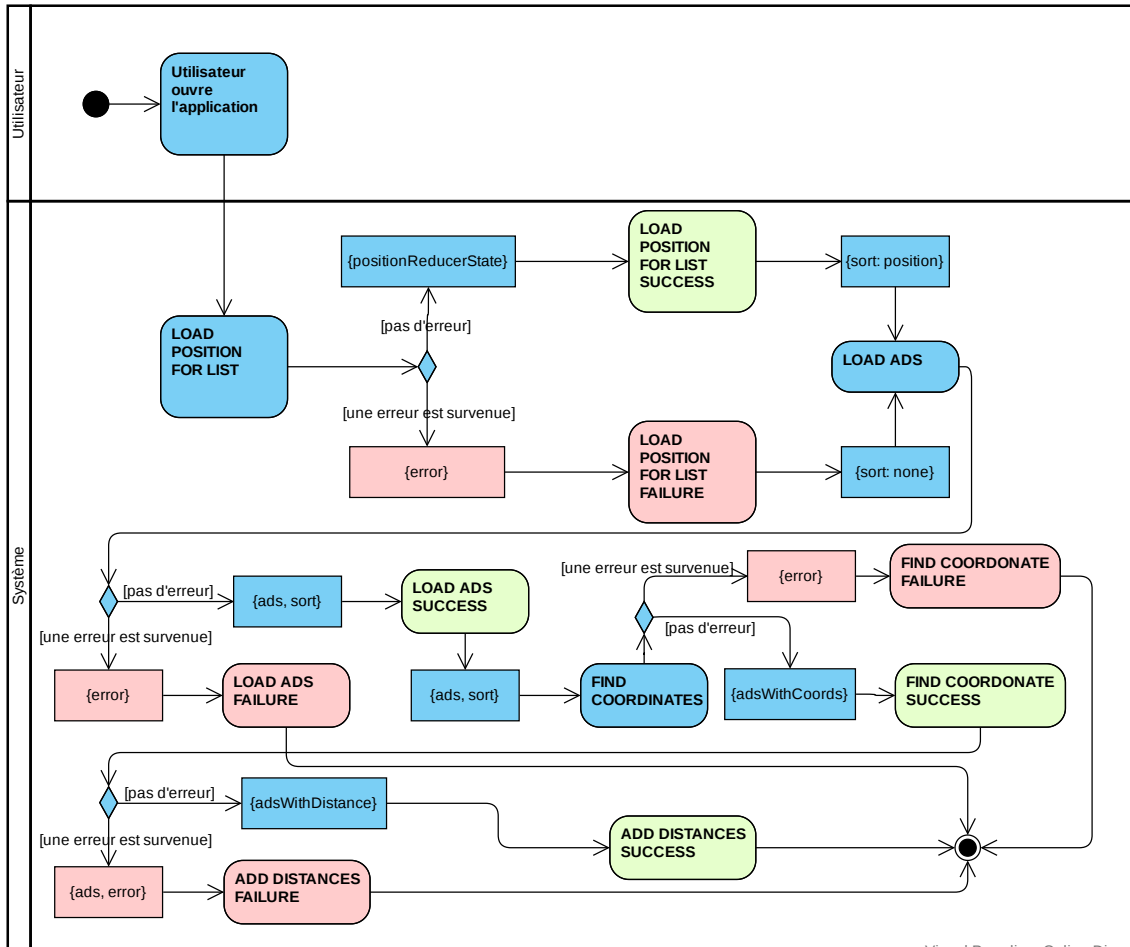 Utilisateur
Utilisateur
ouvre
l'application
Système
LOAD
POSITION
FOR LIST
{positionReducerState}
[pas d'erreur]
[une erreur est survenue]
{error}
LOAD
POSITION
FOR LIST
SUCCESS
LOAD
POSITION
FOR LIST
FAILURE
{sort: position}
LOAD ADS
{sort: none}
[pas d'erreur]
[une erreur est survenue]
{ads, sort}
LOAD ADS
SUCCESS
{error}
LOAD ADS
FAILURE
{ads, sort}
FIND
COORDINATES
[une erreur est survenue]
[pas d'erreur]
{error}
FIND COORDONATE
FAILURE
{adsWithCoords}
FIND COORDONATE
SUCCESS
[pas d'erreur]
[une erreur est survenue]
{adsWithDistance}
ADD DISTANCES
SUCCESS
{ads, error}
ADD DISTANCES
FAILURE